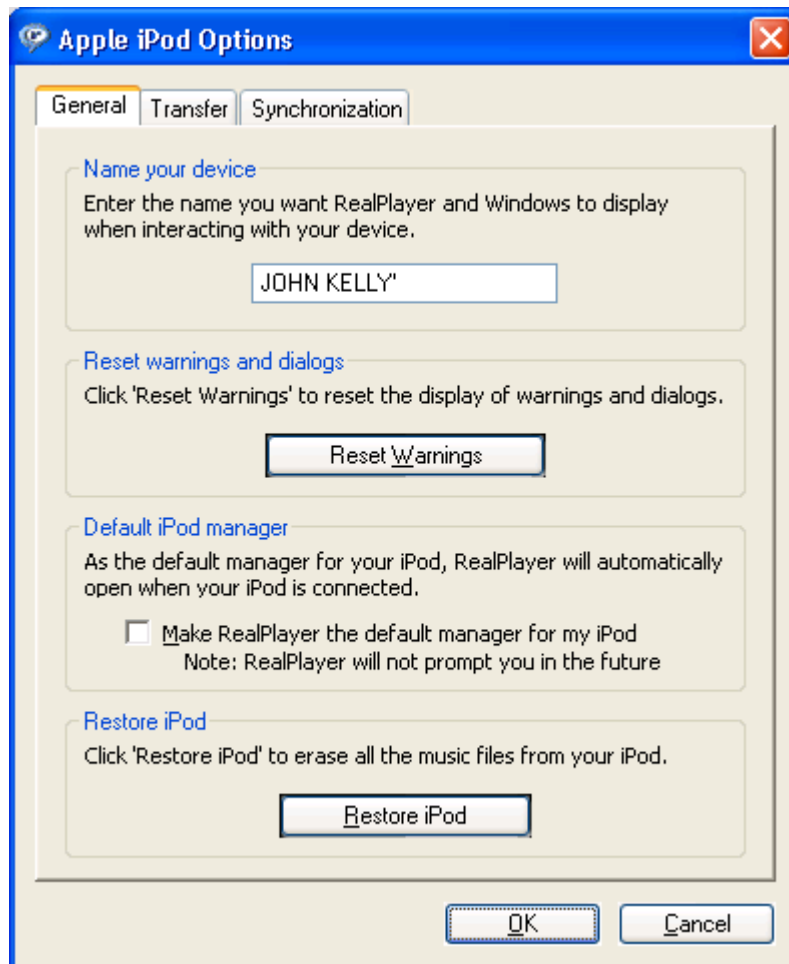 Apple iPod Options
General Transfer Synchronization
Name your device
Enter the name you want RealPlayer and Windows to display
when interacting with your device.
JOHN KELLY"
Reset warnings and dialogs
Click 'Reset Warnings' to reset the display of warnings and dialogs.
Reset Warnings
Default iPod manager
As the default manager for your iPod, RealPlayer will automatically
open when your iPod is connected.
Make RealPlayer the default manager for my iPod
Note: RealPlayer will not prompt you in the future
Restore iPod
Click 'Restore iPod' to erase all the music files from your iPod.
Restore iPod
OK Cancel